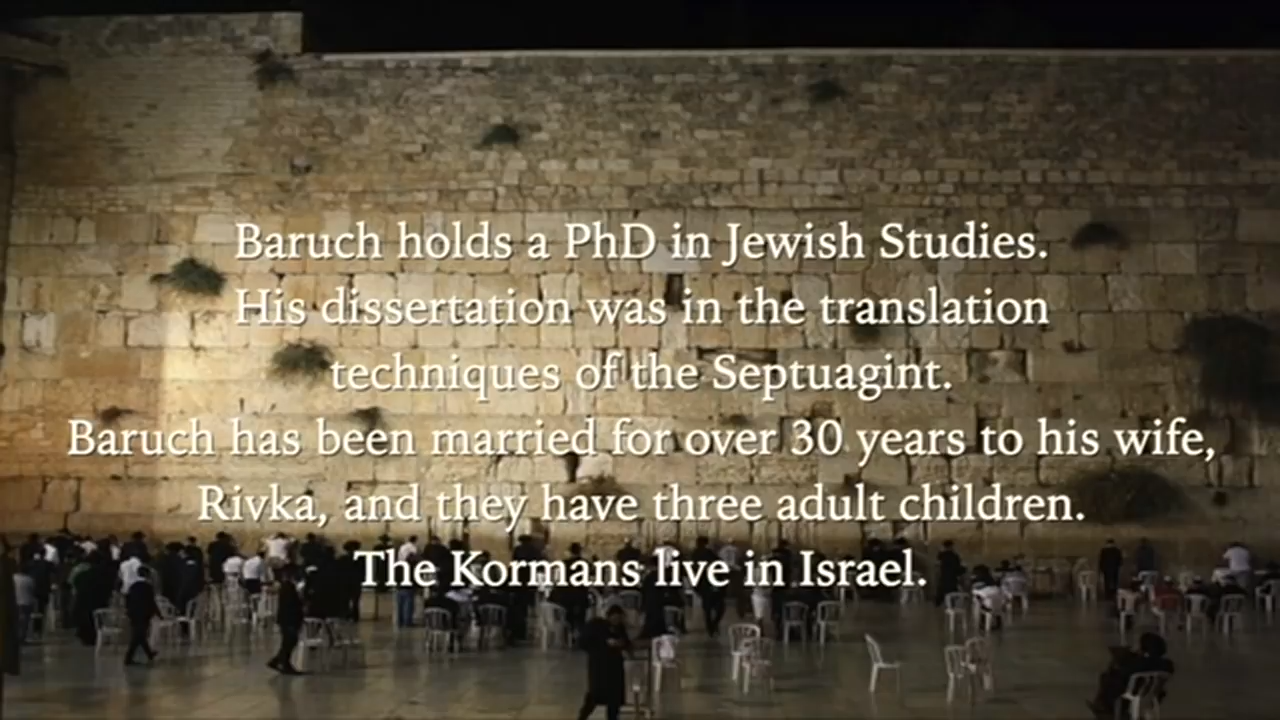 Baruch holds a PhD in Jewish Studies.
His dissertation was in the translation
techniques of the Septuagint.
Baruch has been married for over 30 years to his wife,
Rivka, and they have three adult children.
The Kormans live in Israel.